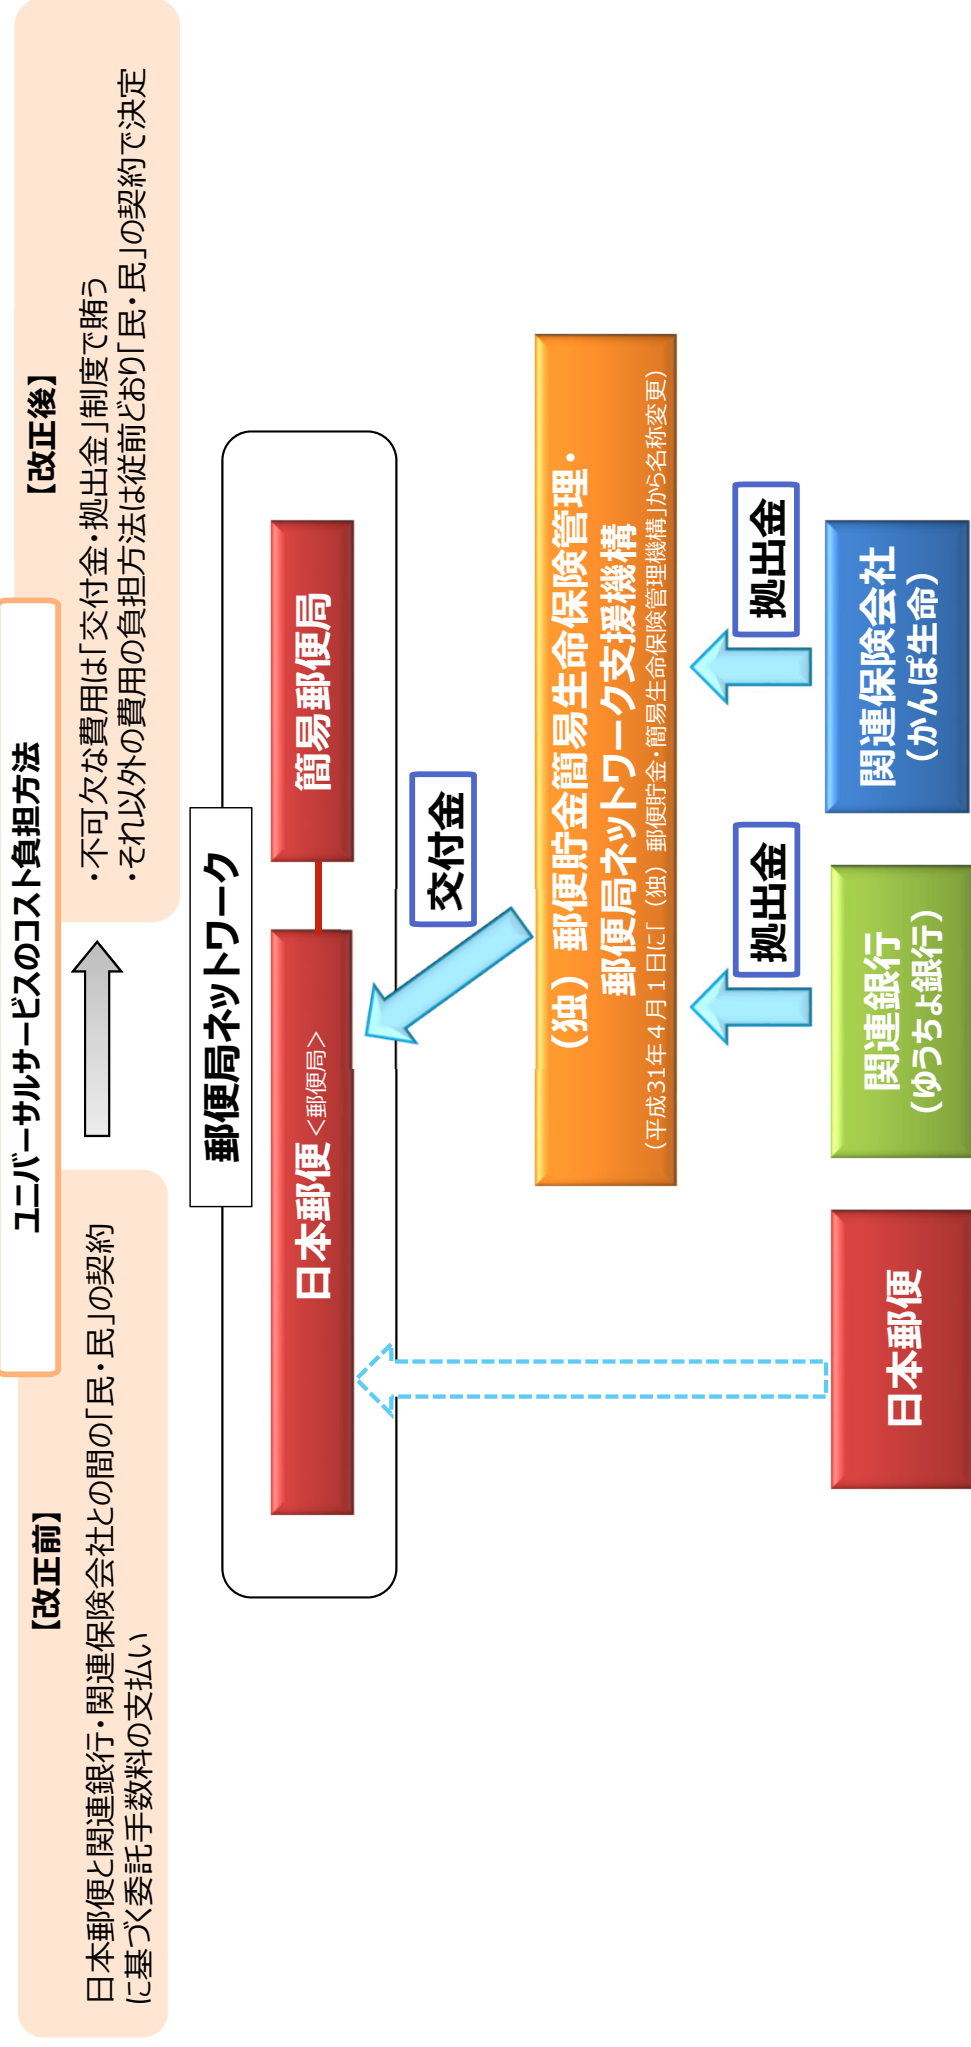 ユニバーサルサービスのコスト負担方法
【改正前】
日本郵便と関連銀行・関連保険会社との間の「民・民」の契約
に基づく委託手数料の支払い
【改正後】
・不可欠な費用は「交付金・拠出金」制度で賄う
・それ以外の費用の負担方法は従前どおり「民・民」の契約で決定
郵便局ネットワーク
日本郵便＜郵便局＞
簡易郵便局
交付金
（独）郵便貯金簡易生命保険管理・
郵便局ネットワーク支援機構
（平成31年４月１日に「（独）郵便貯金・簡易生命保険管理機構」から名称変更）
拠出金
拠出金
日本郵便
関連銀行
（ゆうちょ銀行）
関連保険会社
（かんぽ生命）